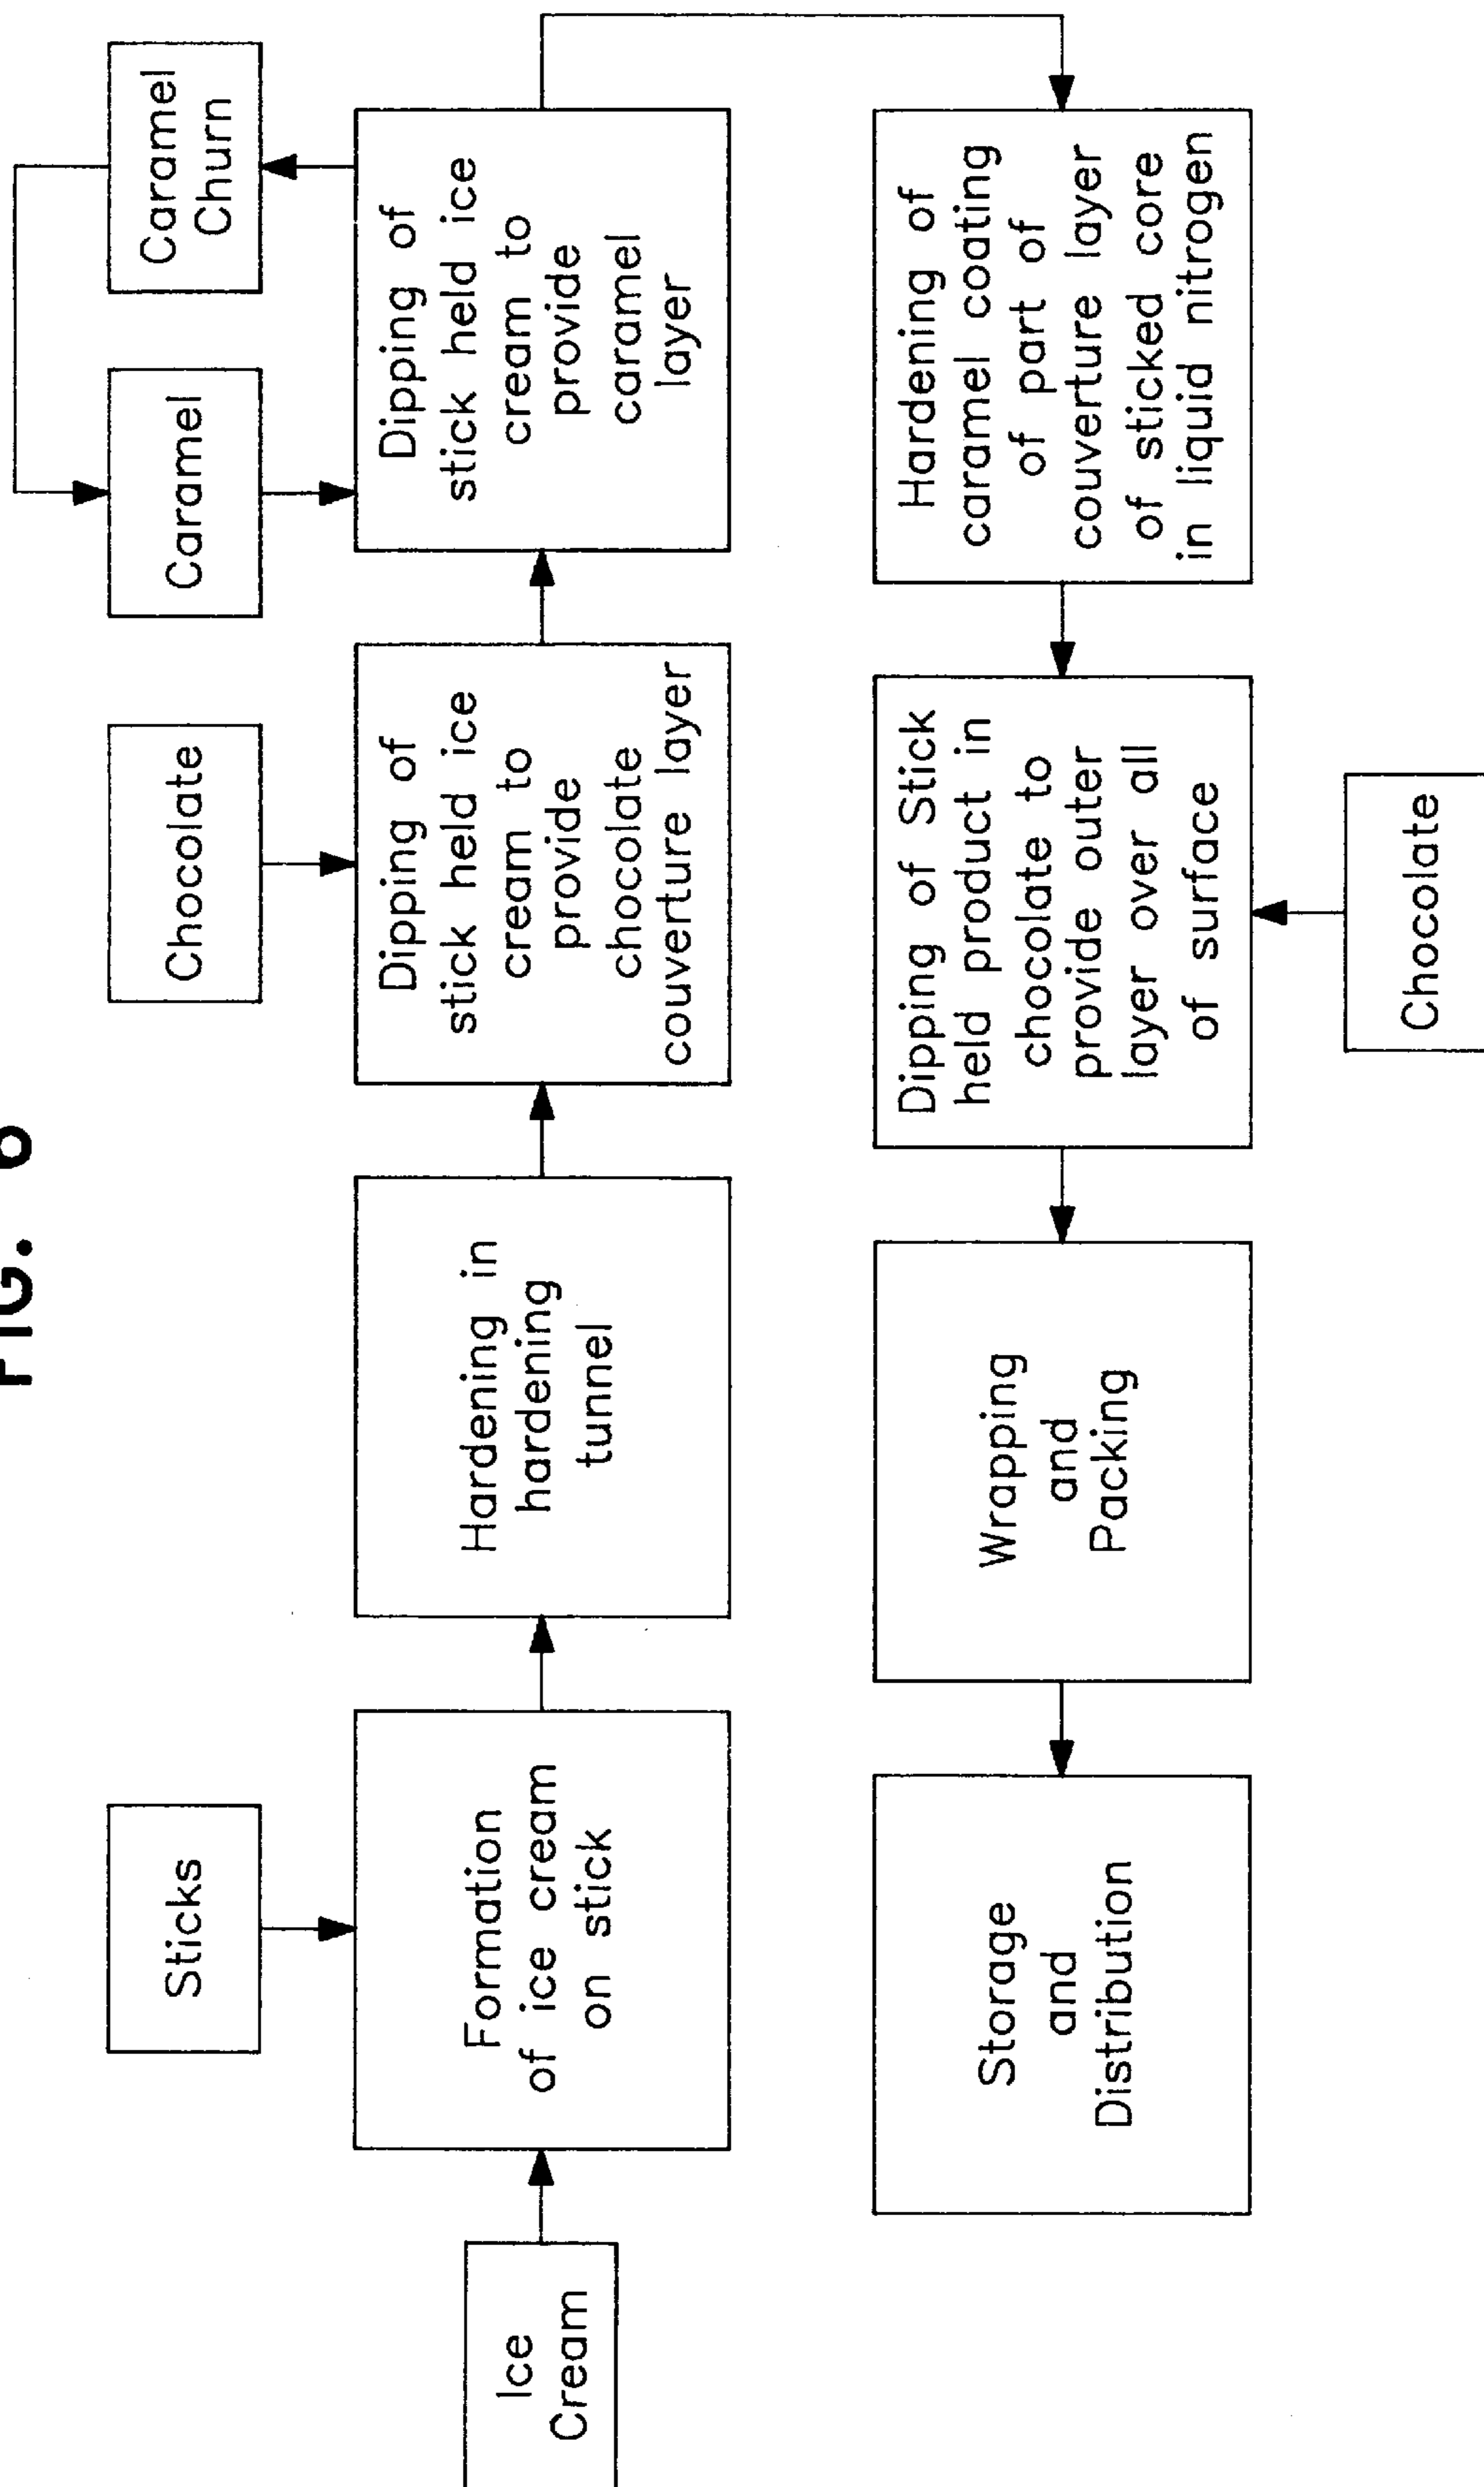 FIG.
Sticks
Chocolate
Caramel
Caramel
Churn
Ice
Cream
Formation
of ice cream
on stick
Hardening in
hardening
tunnel
Dipping of
stick held ice
cream to
provide
chocolate
couverture layer
Dipping of
stick held ice
cream to
provide
caramel
layer
Storage
and
Distribution
Wrapping
and
Packing
Dipping of Stick
held product in
chocolate to
provide outer
layer over all
of surface
Hardening of
caramel coating
of part of
couverture layer
of sticked core
in liquid nitrogen
Chocolate